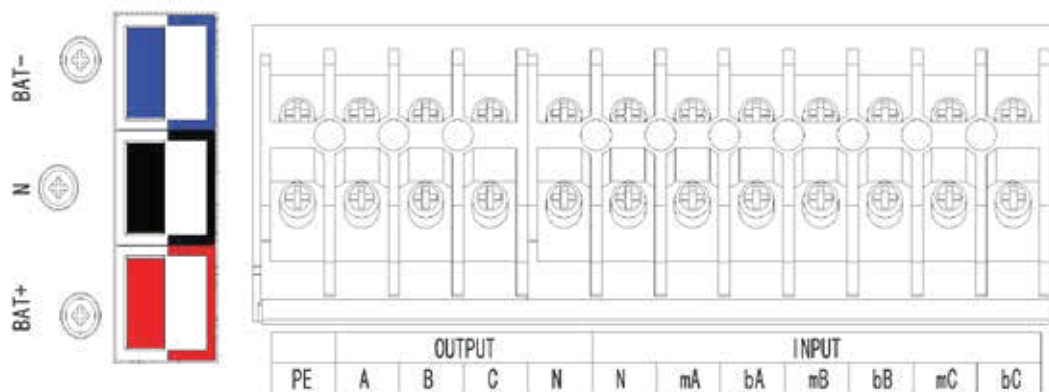 BAT-
N
BAT+
OUTPUT INPUT
PE A B C N N mA bA mB bB mC bC